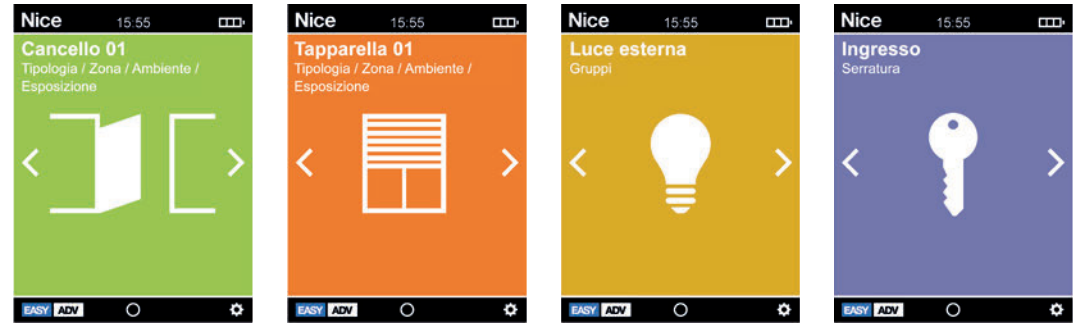 Nice 15:55
Cancello 01
Tipologia / Zona / Ambiente /
Esposizione
EASY ADV
Nice 15:55
Tapparella 01
Tipologia / Zona / Ambiente /
Esposizione
EASY ADV
Nice 15:55
Luce esterna
Gruppi
EASY ADV
Nice 15:55
Ingresso
Serratura
EASY ADV